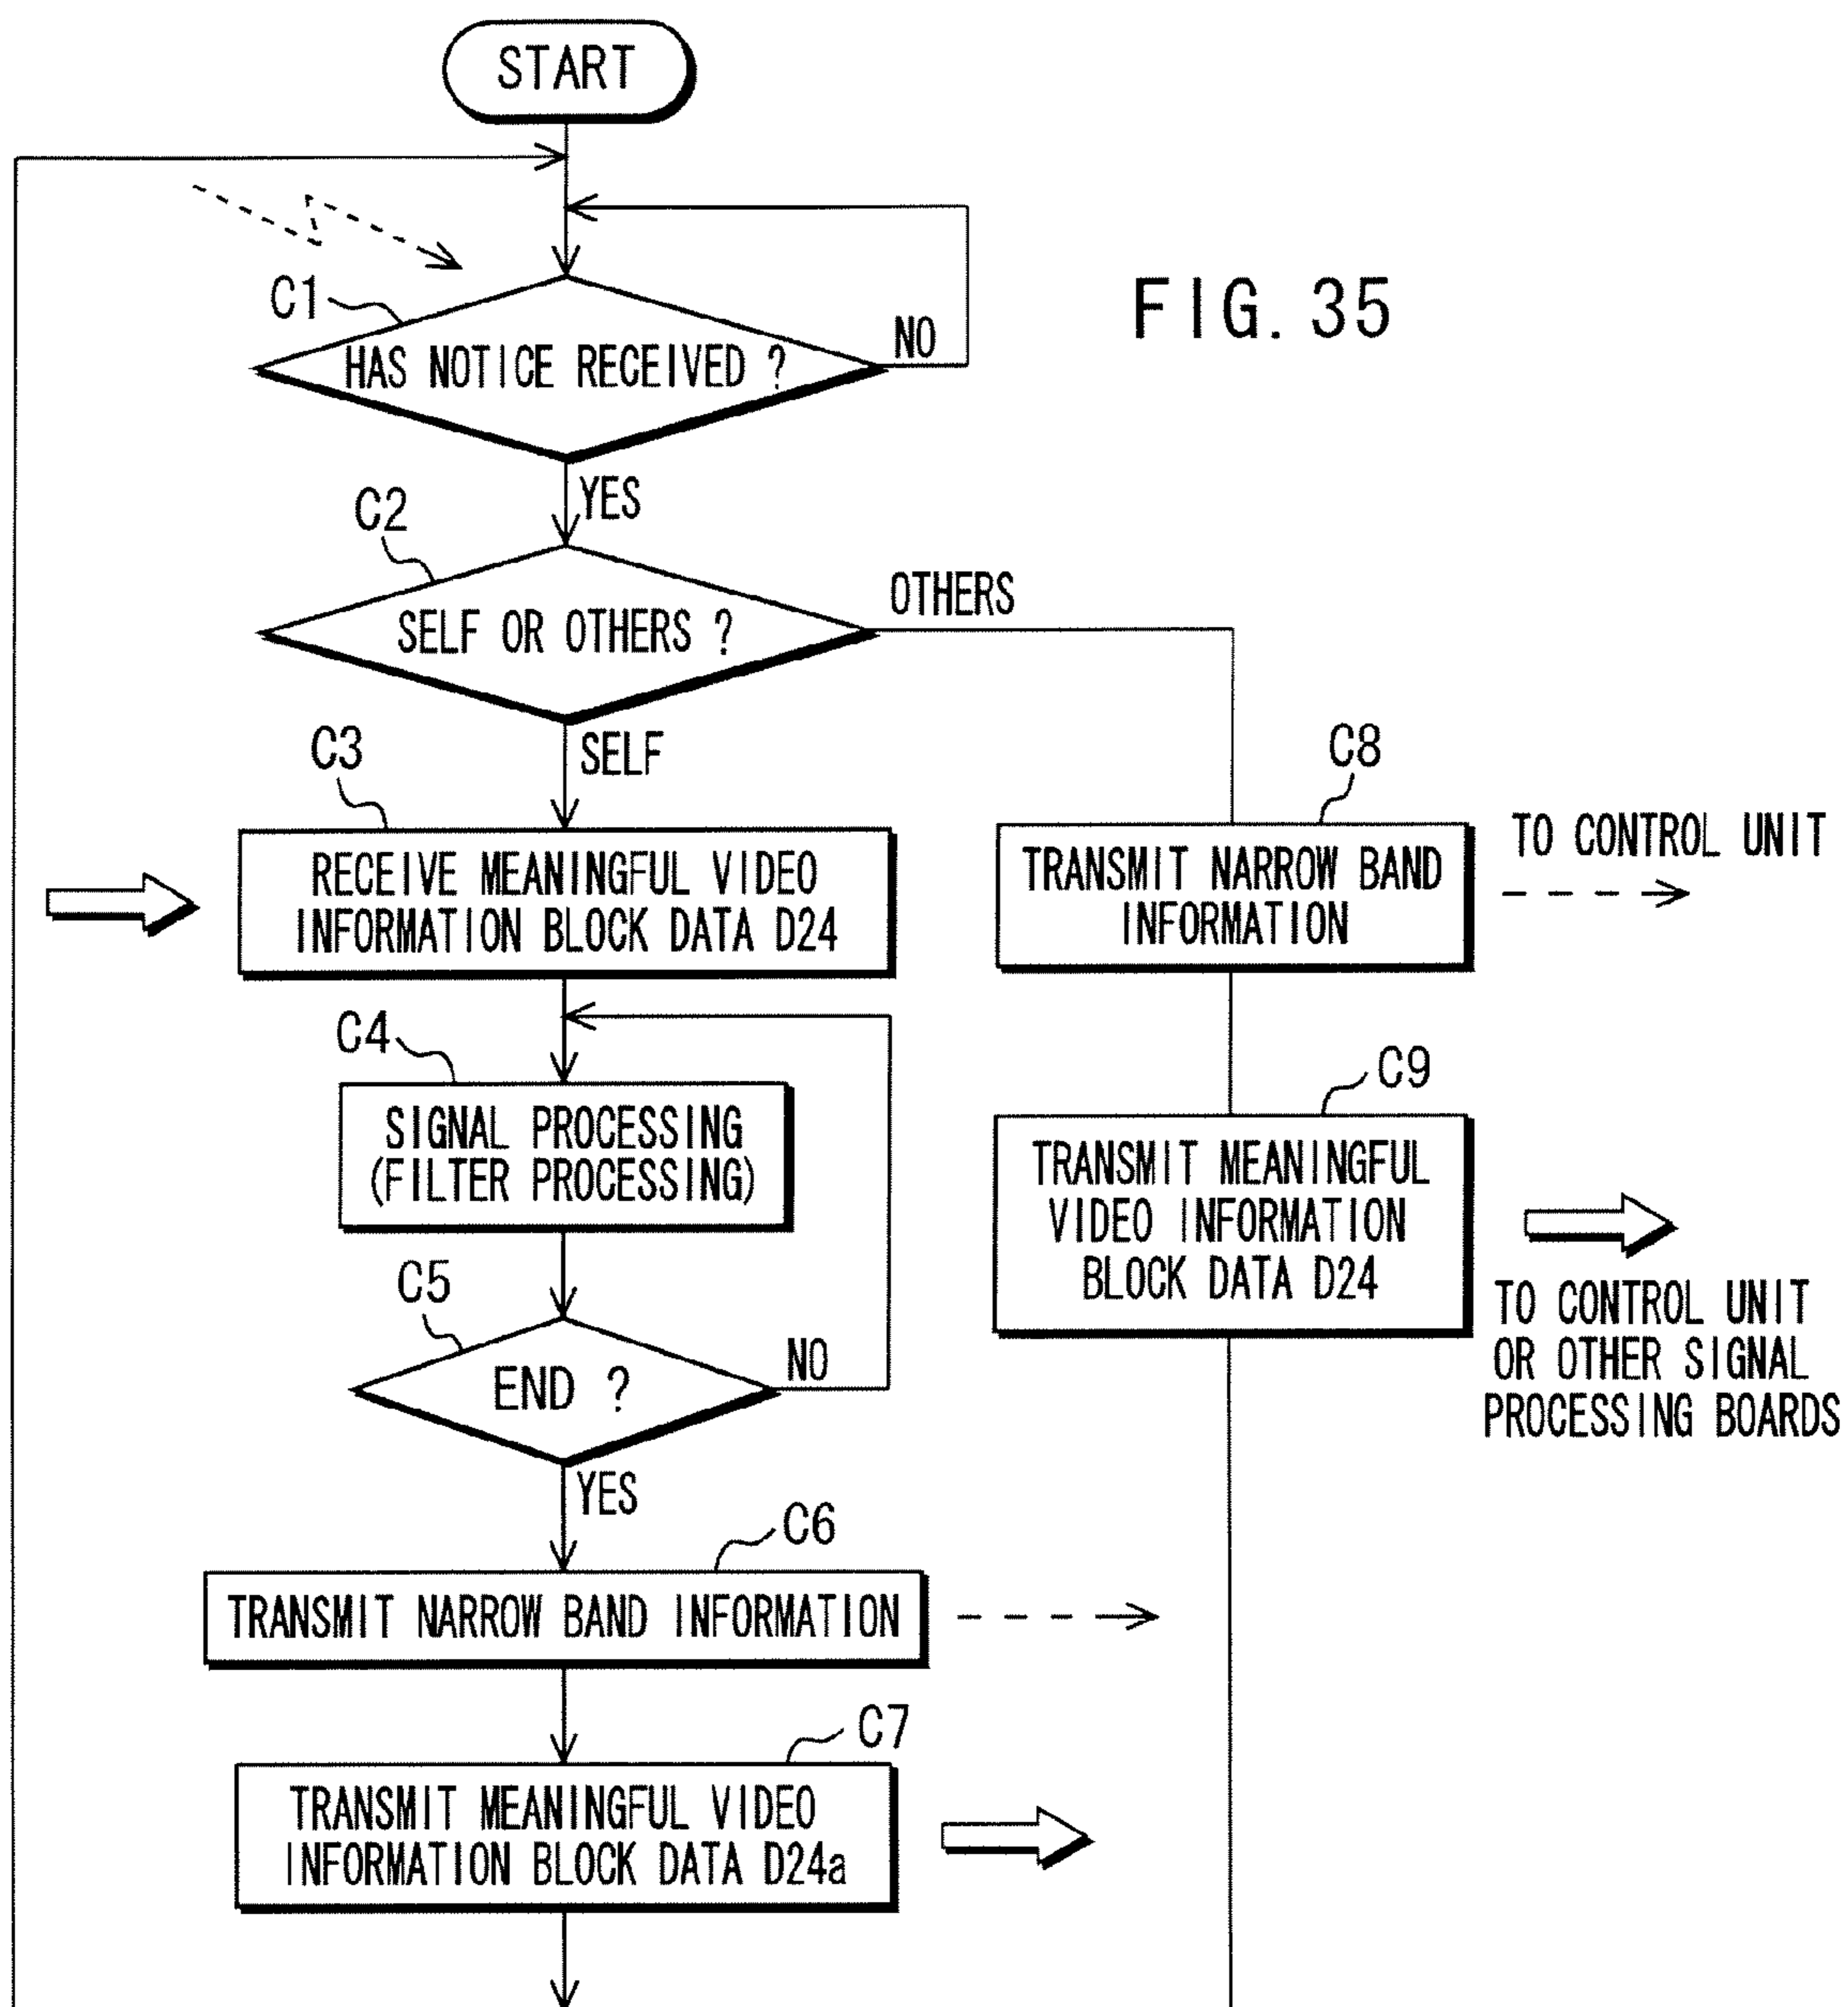 START
FIG. 35
C1
HAS NOTICE RECEIVED ?
NO
YES
C2
SELF OR OTHERS ?
OTHERS
SELF
C3
RECEIVE MEANINGFUL VIDEO
INFORMATION BLOCK DATA D24
C8
TRANSMIT NARROW BAND
INFORMATION
TO CONTROL UNIT
C4
SIGNAL PROCESSING
(FILTER PROCESSING)
C9
TRANSMIT MEANINGFUL
VIDEO INFORMATION
BLOCK DATA D24
TO CONTROL UNIT
OR OTHER SIGNAL
PROCESSING BOARDS
C5
END ?
NO
YES
C6
TRANSMIT NARROW BAND INFORMATION
C7
TRANSMIT MEANINGFUL VIDEO
INFORMATION BLOCK DATA D24a